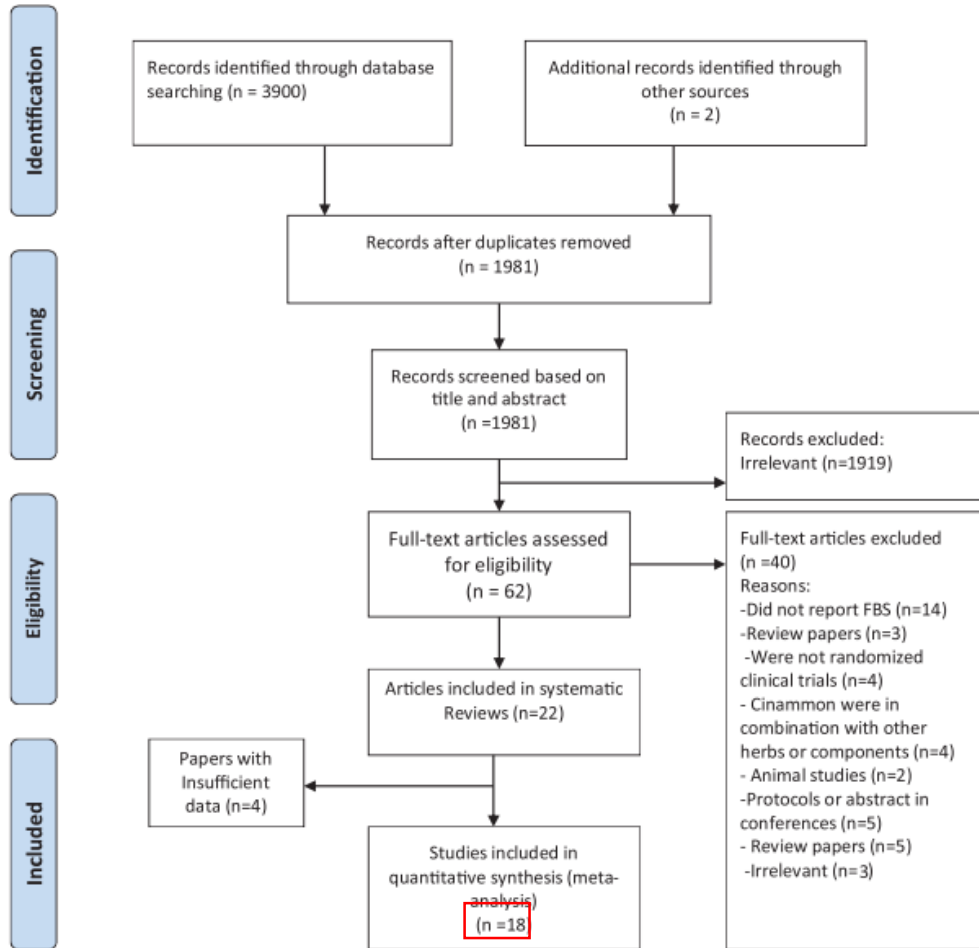 Identification
Records identified through database
searching (n = 3900)
Additional records identified through
other sources
(n = 2)
Records after duplicates removed
(n = 1981)
Screening
Records screened based on
title and abstract
(n =1981)
Records excluded:
Irrelevant (n=1919)
Eligibility
Full-text articles assessed
for eligibility
(n = 62)
Full-text articles excluded
(n =40)
Reasons:
-Did not report FBS (n=14)
-Review papers (n=3)
-Were not randomized
clinical trials (n=4)
- Cinammon were in
combination with other
herbs or components (n=4)
- Animal studies (n=2)
-Protocols or abstract in
conferences (n=5)
- Review papers (n=5)
-Irrelevant (n=3)
Articles included in systematic
Reviews (n=22)
Included
Papers with
Insufficient
data (n=4)
Studies included in
quantitative synthesis (meta-
analysis)
(n =18)